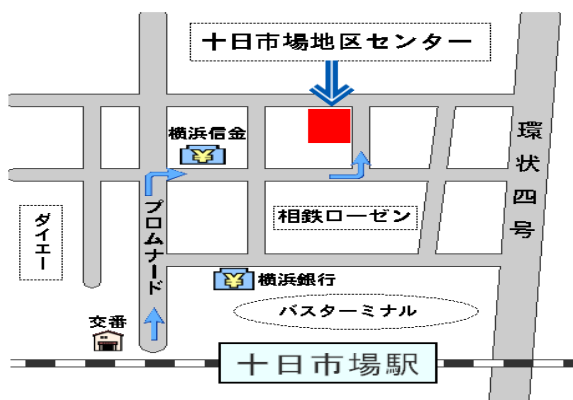 十日市場地区センター
横浜信金
環状四号
相鉄ローゼン
ダイエー
プロムナード
横浜銀行
バスターミナル
交番
十日市場駅